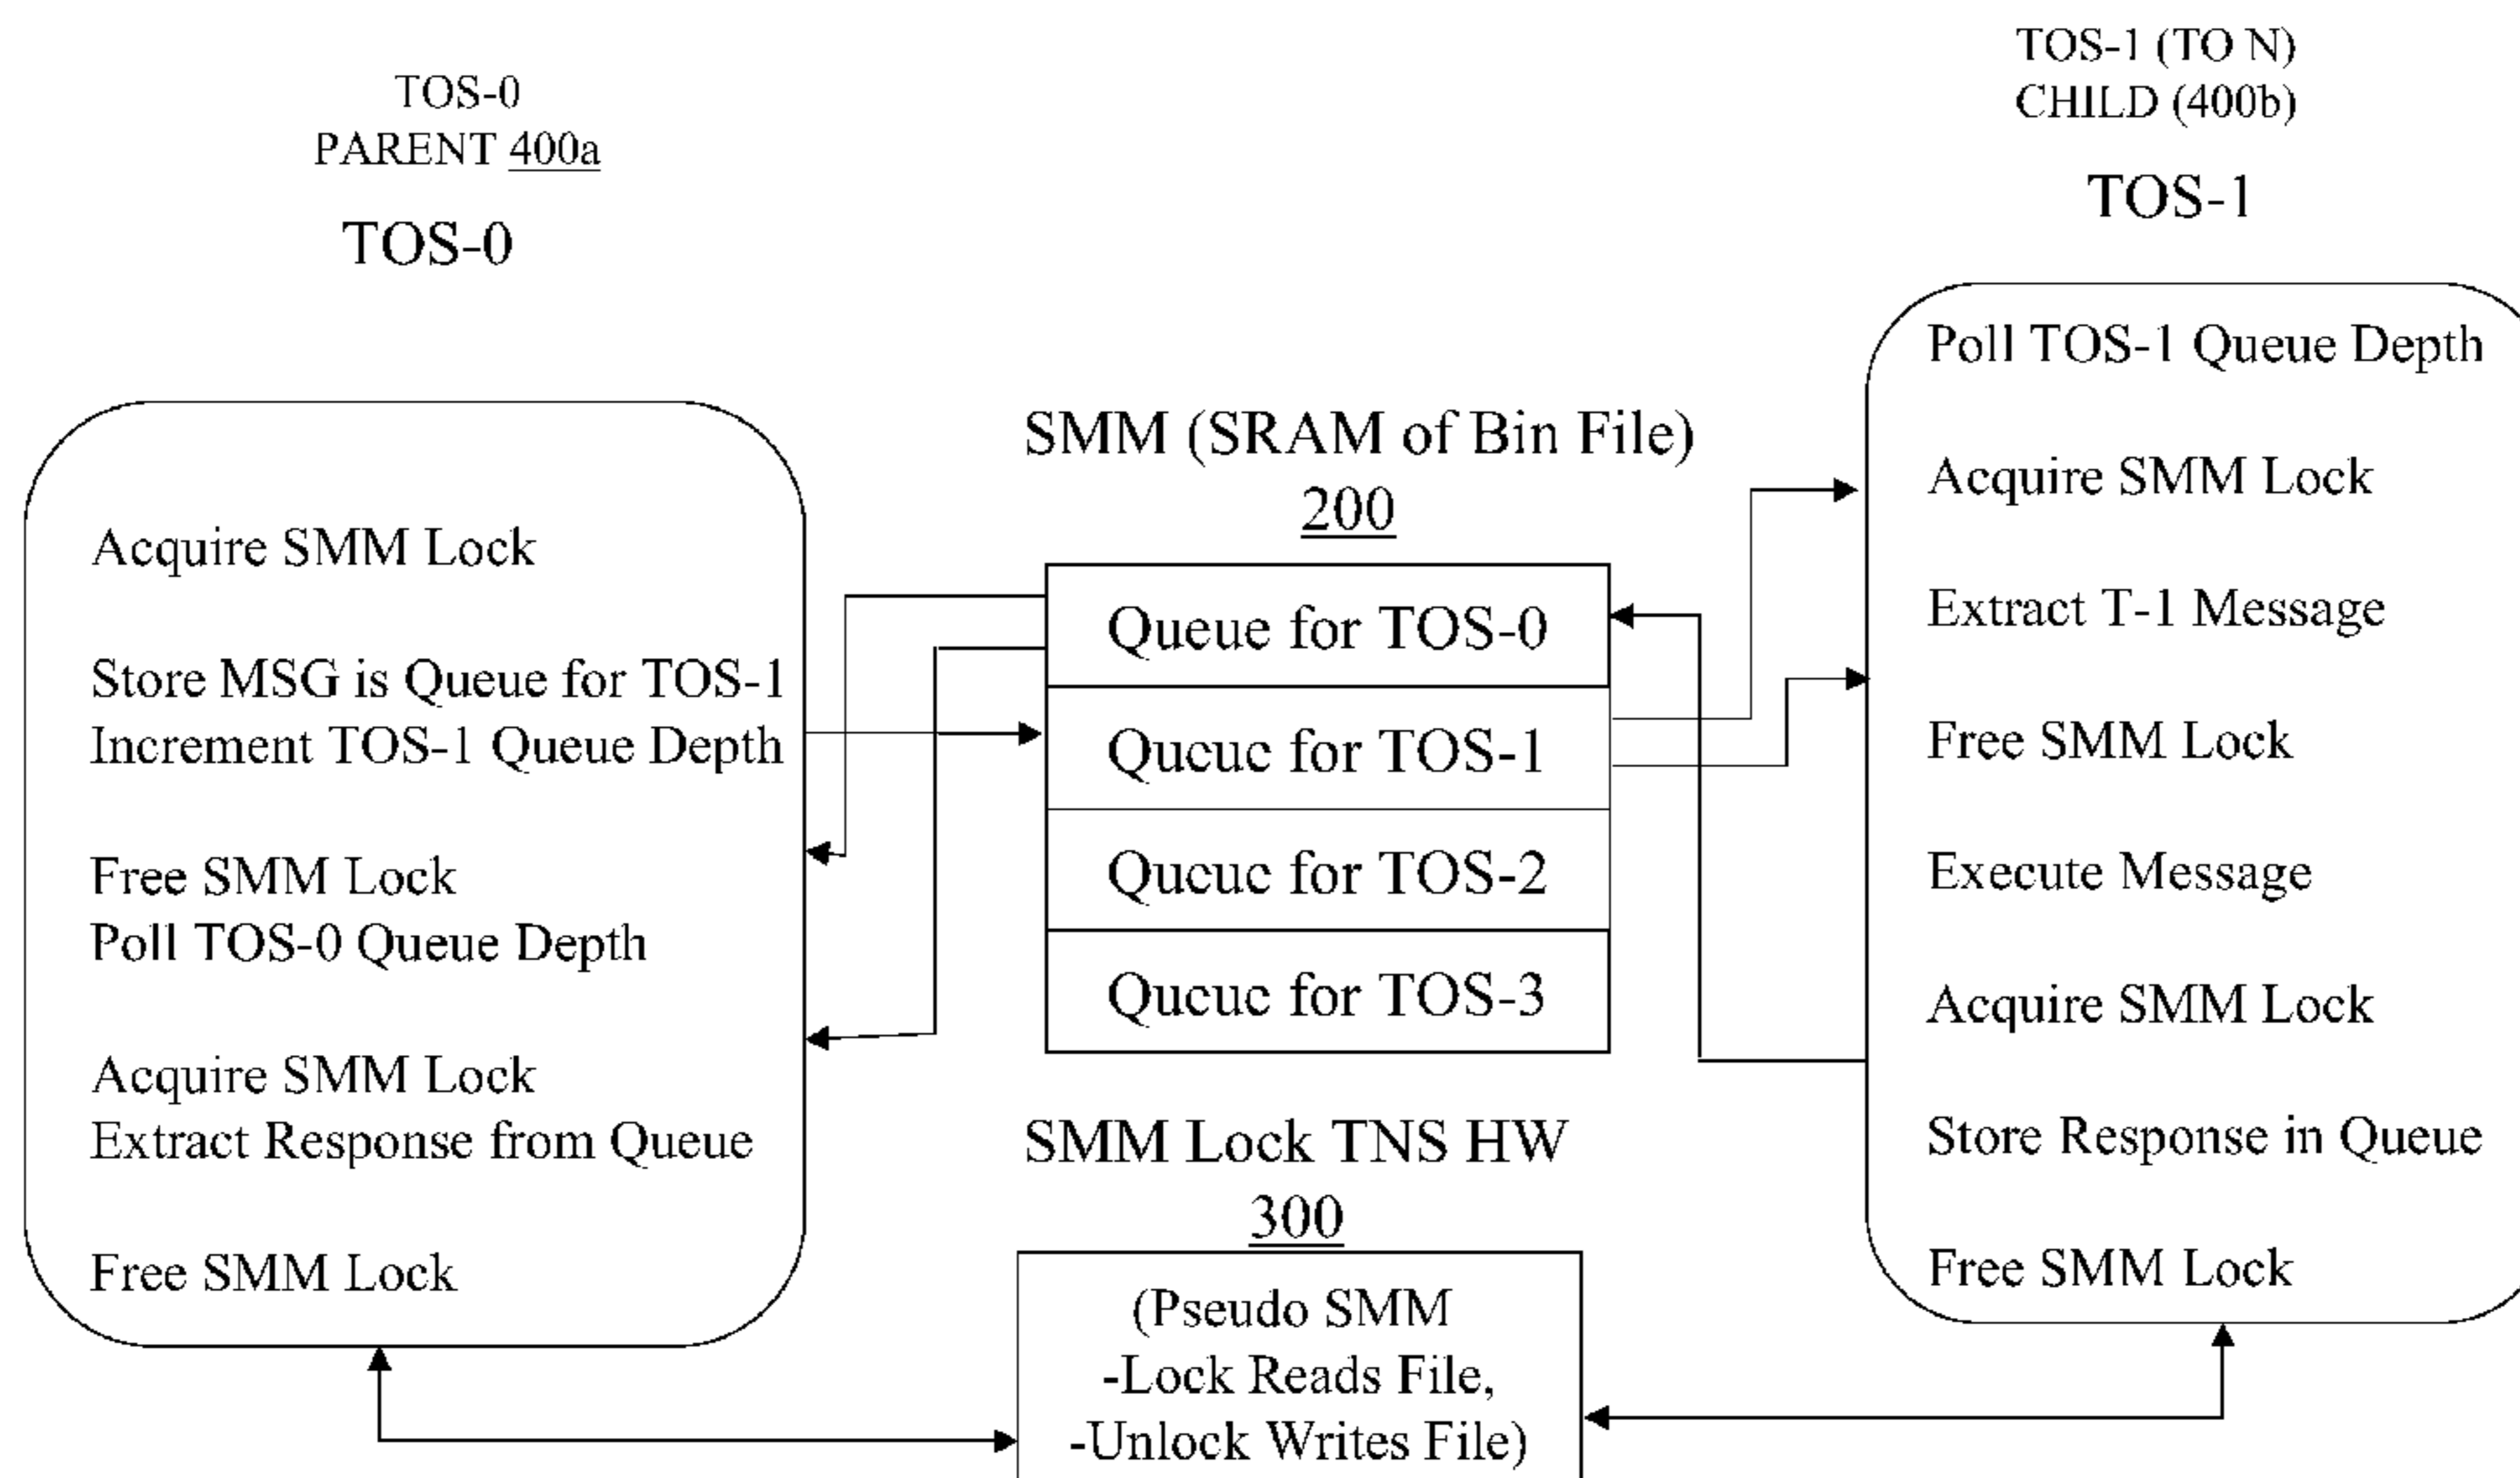 TOS-0
PARENT 400a
TOS-0
Acquire SMM Lock
Store MSG is Queue for TOS-1
Increment TOS-1 Queue Depth
Free SMM Lock
Poll TOS-0 Queue Depth
Acquire SMM Lock
Extract Response from Queue
Free SMM Lock
SMM (SRAM of Bin File)
200
Queue for TOS-0
Queue for TOS-1
Queue for TOS-2
Queue for TOS-3
SMM Lock TNS HW
300
(Pseudo SMM
-Lock Reads File,
-Unlock Writes File)
TOS-1 (TO N)
CHILD (400b)
TOS-1
Poll TOS-1 Queue Depth
Acquire SMM Lock
Extract T-1 Message
Free SMM Lock
Execute Message
Acquire SMM Lock
Store Response in Queue
Free SMM Lock